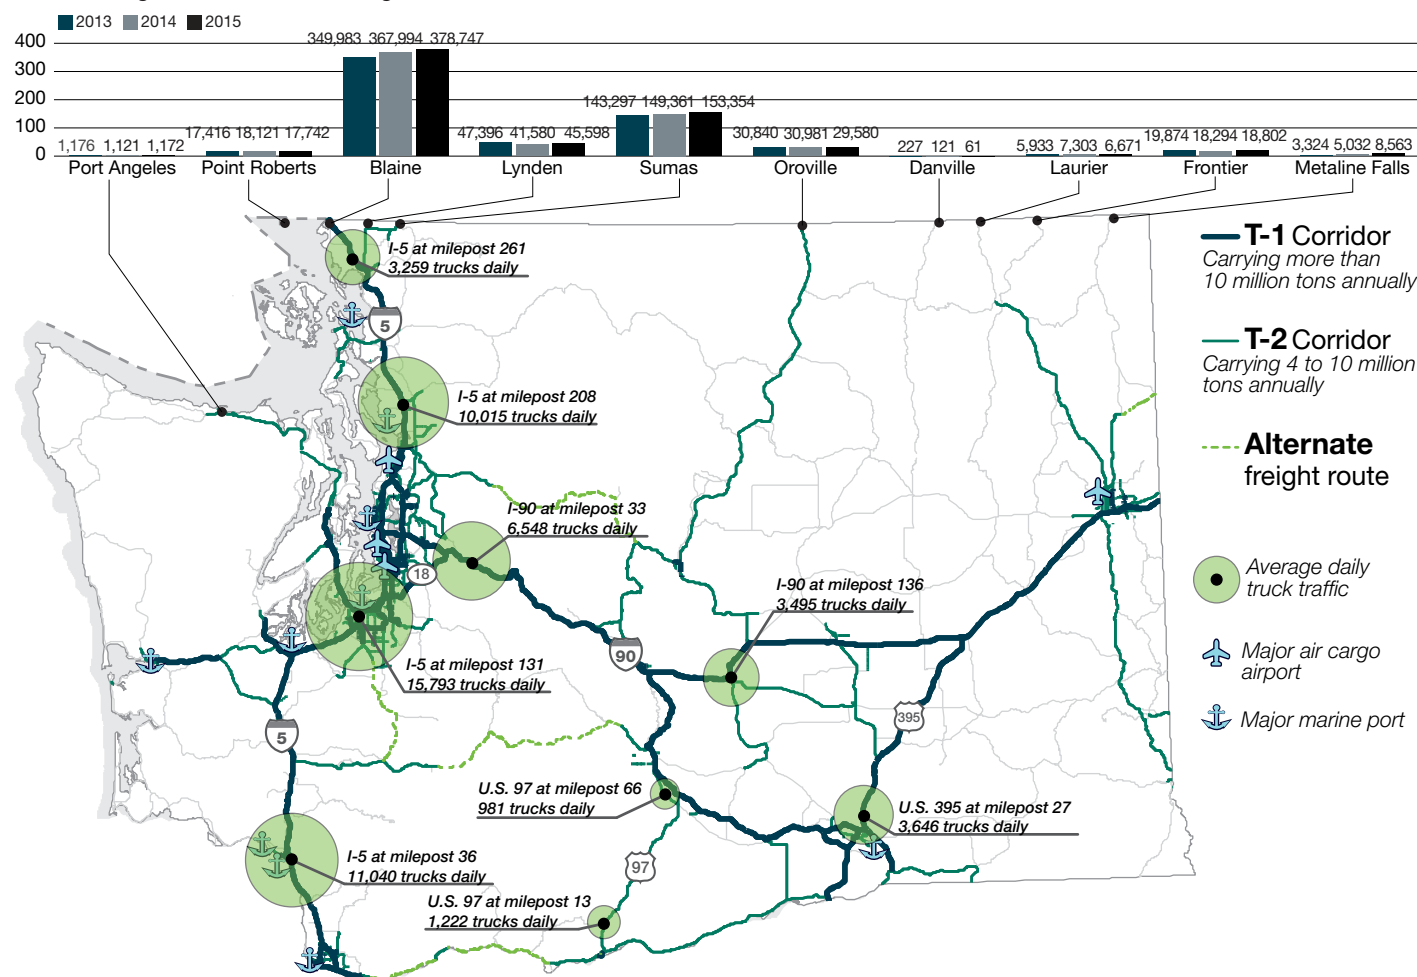 2013 2014 2015
400
300
200
100
0
1,176 1,121 1,172
17,416 18,121 17,742
349,983 367,994 378,747
47,396 41,580 45,598
143,297 149,361 153,354
30,840 30,981 29,580
227 121 61
5,933 7,303 6,671
19,874 18,294 18,802
3,324 5,032 8,563
Port Angeles Point Roberts Blaine Lynden Sumas Oroville Danville Laurier Frontier Metaline Falls
I-5 at milepost 261
3,259 trucks daily
5
I-5 at milepost 208
10,015 trucks daily
I-90 at milepost 33
6,548 trucks daily
18
I-90 at milepost 136
3,495 trucks daily
90
I-5 at milepost 131
15,793 trucks daily
395
5
U.S. 97 at milepost 66
981 trucks daily
U.S. 395 at milepost 27
3,646 trucks daily
I-5 at milepost 36
11,040 trucks daily
97
U.S. 97 at milepost 13
1,222 trucks daily
T-1 Corridor
Carrying more than
10 million tons annually
T-2 Corridor
Carrying 4 to 10 million
tons annually
Alternate
freight route
Average daily
truck traffic
Major air cargo
airport
Major marine port